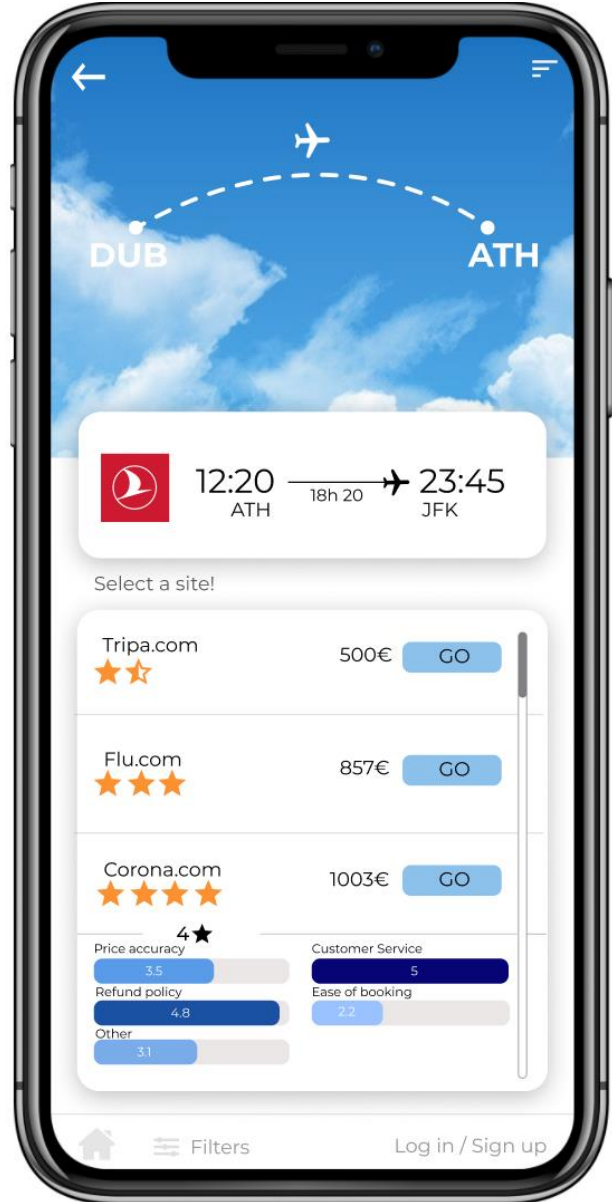 DUB ATH
12:20 18h 20 23:45
ATH JFK
Select a site!
Tripa.com 500€ GO
Flu.com 857€ GO
Corona.com 1003€ GO
4★
Price accuracy Customer Service
3.5 5
Refund policy Ease of booking
4.8 2.2
Other
3.1
Filters Log in / Sign up